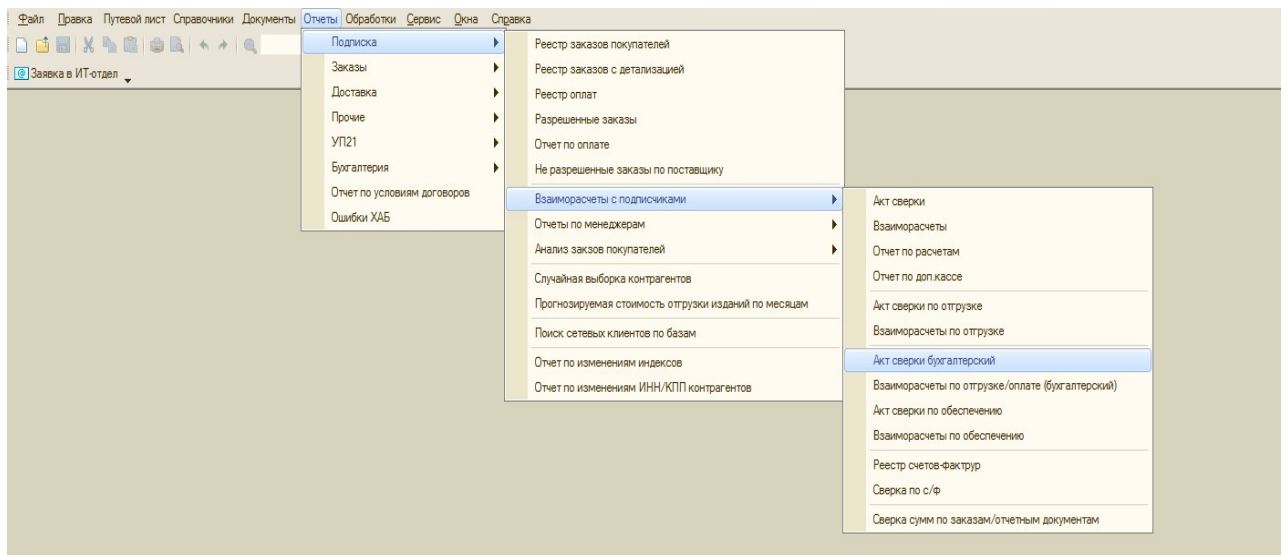 Файл Правка Путевой лист Справочники Документы Отчеты Обработки Сервис Окна Справка
Заявка в ИТ-отдел
Подписка
Заказы
Доставка
Прочие
УП21
Бухгалтерия
Отчет по условиям договоров
Ошибки ХАБ
Реестр заказов покупателей
Реестр заказов с детализацией
Реестр оплат
Разрешенные заказы
Отчет по оплате
Не разрешенные заказы по поставщику
Взаиморасчеты с подписчиками
Отчеты по менеджерам
Анализ закзов покупателей
Случайная выборка контрагентов
Прогнозируемая стоимость отгрузки изданий по месяцам
Поиск сетевых клиентов по базам
Отчет по изменениям индексов
Отчет по изменениям ИНН/КПП контрагентов
Акт сверки
Взаиморасчеты
Отчет по расчетам
Отчет по доп.кассе
Акт сверки по отгрузке
Взаиморасчеты по отгрузке
Акт сверки бухгалтерский
Взаиморасчеты по отгрузке/оплате (бухгалтерский)
Акт сверки по обеспечению
Взаиморасчеты по обеспечению
Реестр счетов-фактрур
Сверка по с/ф
Сверка сумм по заказам/отчетным документам